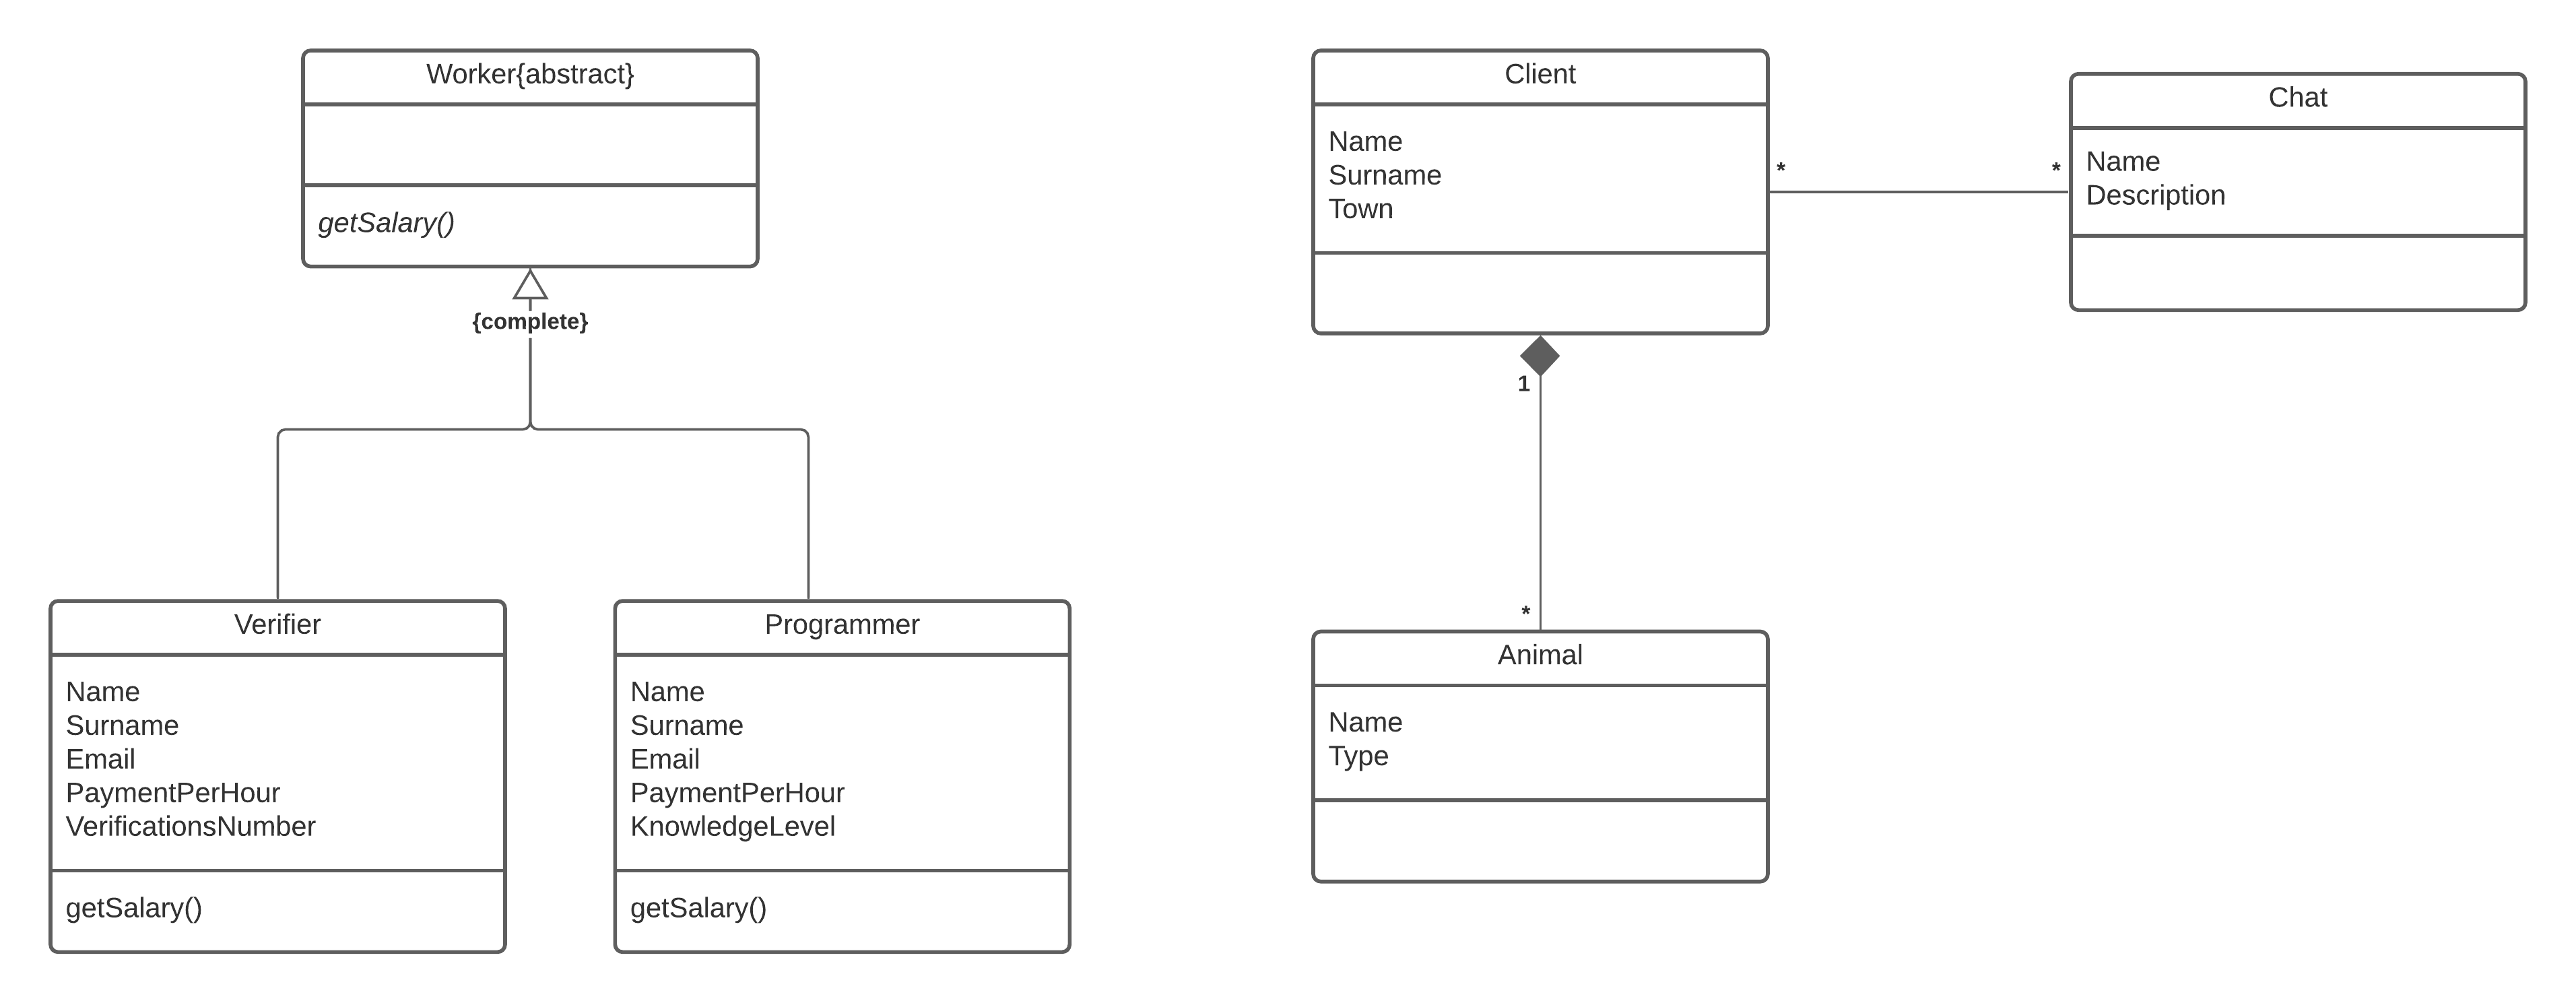 Worker{abstract}
getSalary()
{complete}
Verifier
Name
Surname
Email
PaymentPerHour
VerificationsNumber
getSalary()
Programmer
Name
Surname
Email
PaymentPerHour
KnowledgeLevel
getSalary()
Client
Name
Surname
Town
*
*
Chat
Name
Description
1
*
Animal
Name
Type